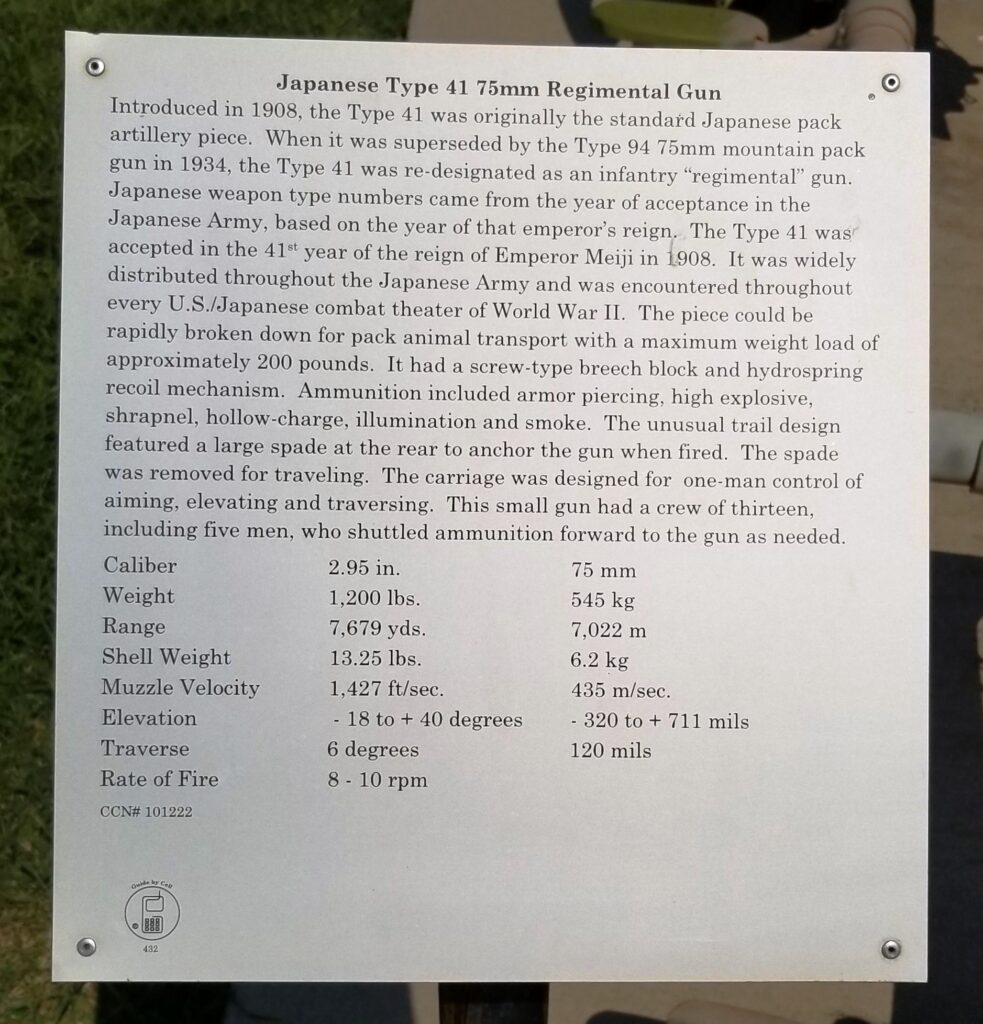 Japanese Type 41 75mm Regimental Gun
Introduced in 1908, the Type 41 was originally the standard Japanese pack
artillery piece. When it was superseded by the Type 94 75mm mountain pack
gun in 1934, the Type 41 was re-designated as an infantry “regimental” gun.
Japanese weapon type numbers came from the year of acceptance in the
Japanese Army, based on the year of that emperor’s reign. The Type 41 was
accepted in the 41st year of the reign of Emperor Meiji in 1908. It was widely
distributed throughout the Japanese Army and was encountered throughout
every U.S./Japanese combat theater of World War II. The piece could be
rapidly broken down for pack animal transport with a maximum weight load of
approximately 200 pounds. It had a screw-type breech block and hydrospring
recoil mechanism. Ammunition included armor piercing, high explosive,
shrapnel, hollow-charge, illumination and smoke. The unusual trail design
featured a large spade at the rear to anchor the gun when fired. The spade
was removed for traveling. The carriage was designed for one-man control of
aiming, elevating and traversing. This small gun had a crew of thirteen,
including five men, who shuttled ammunition forward to the gun as needed.
Caliber 2.95 in. 75 mm
Weight 1,200 lbs. 545 kg
Range 7,679 yds. 7,022 m
Shell Weight 13.25 lbs. 6.2 kg
Muzzle Velocity 1,427 ft/sec. 435 m/sec.
Elevation - 18 to + 40 degrees - 320 to + 711 mils
Traverse 6 degrees 120 mils
Rate of Fire 8 - 10 rpm
CCN# 101222
Guide by Cell
432